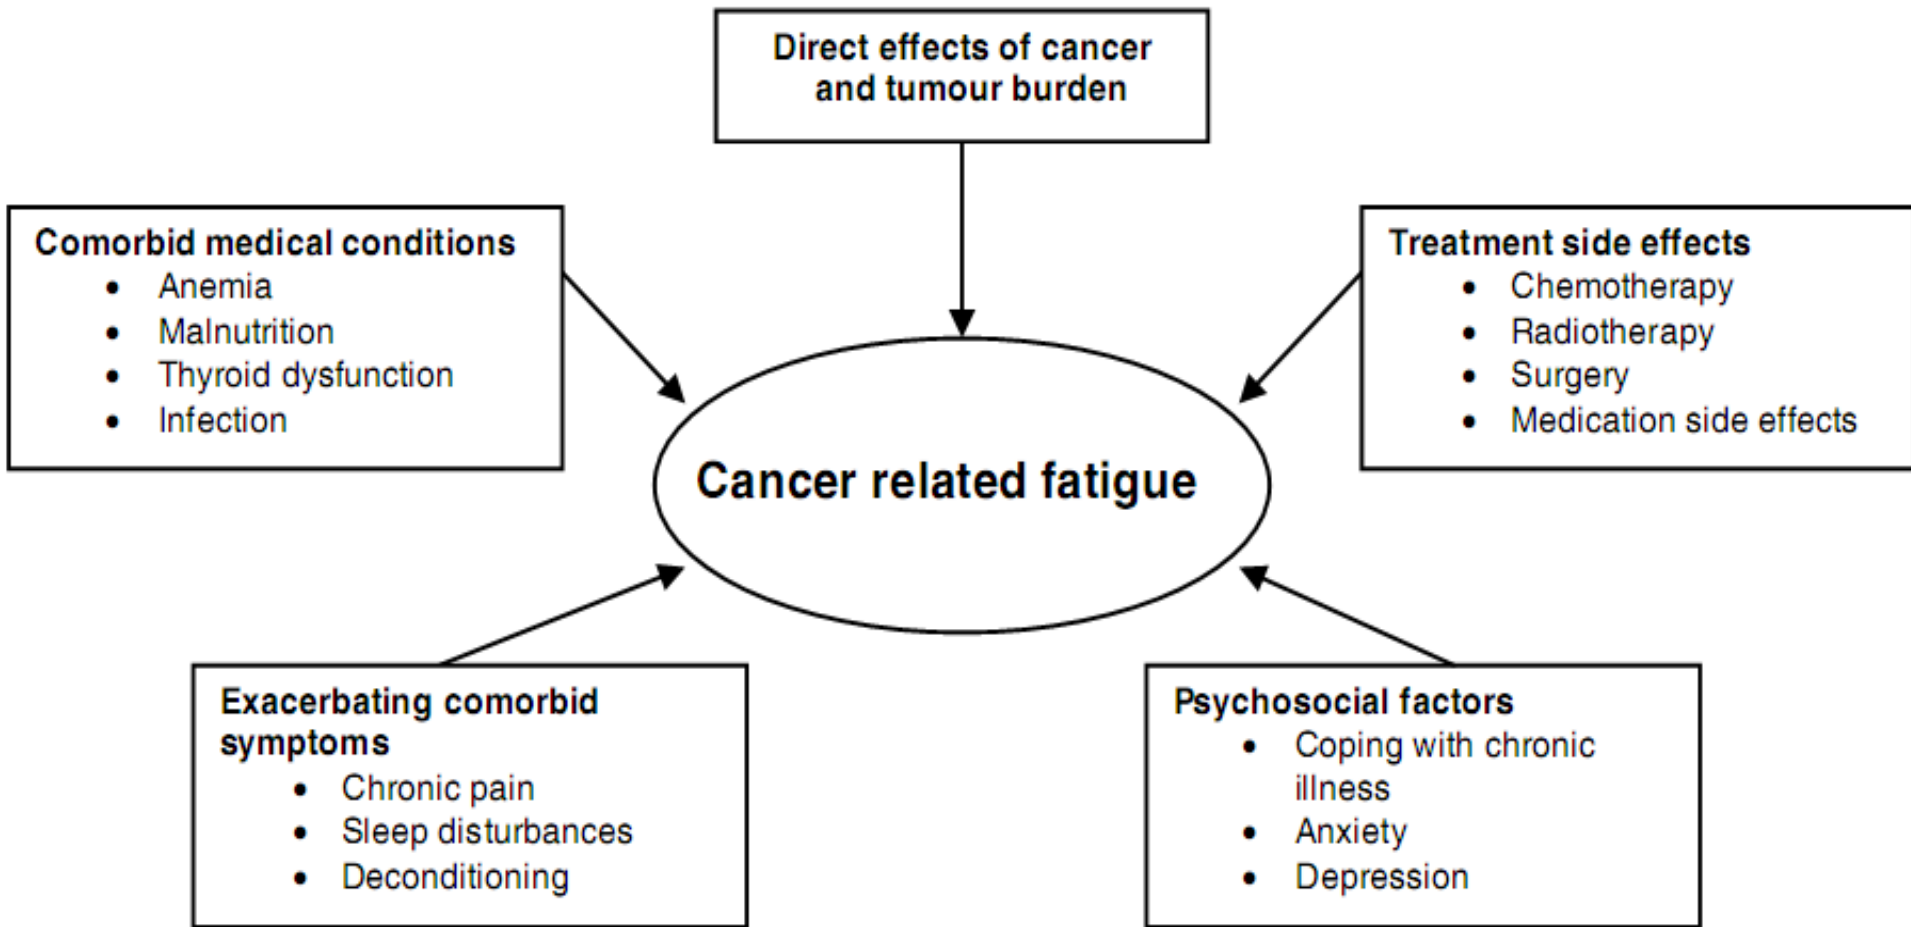 Direct effects of cancer
and tumour burden
Comorbid medical conditions
• Anemia
• Malnutrition
• Thyroid dysfunction
• Infection
Treatment side effects
• Chemotherapy
• Radiotherapy
• Surgery
• Medication side effects
Cancer related fatigue
Exacerbating comorbid
symptoms
• Chronic pain
• Sleep disturbances
• Deconditioning
Psychosocial factors
• Coping with chronic
illness
• Anxiety
• Depression